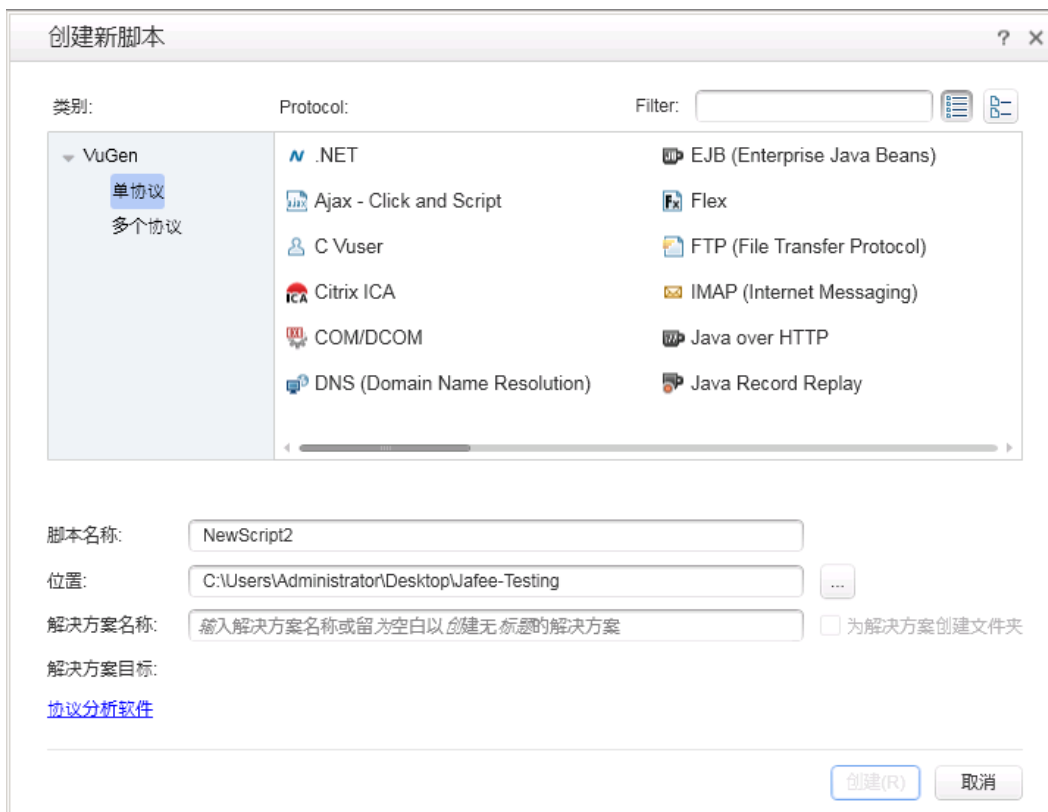 创建新脚本
? ×
类别:
Protocol:
Filter:
VuGen
单协议
多个协议
.NET
Ajax - Click and Script
C Vuser
Citrix ICA
COM/DCOM
DNS (Domain Name Resolution)
EJB (Enterprise Java Beans)
Flex
FTP (File Transfer Protocol)
IMAP (Internet Messaging)
Java over HTTP
Java Record Replay
脚本名称: NewScript2
位置: C:\Users\Administrator\Desktop\Jafee-Testing ...
解决方案名称: 输入解决方案名称或留为空白以创建无标题的解决方案 为解决方案创建文件夹
解决方案目标:
协议分析软件
创建(R) 取消